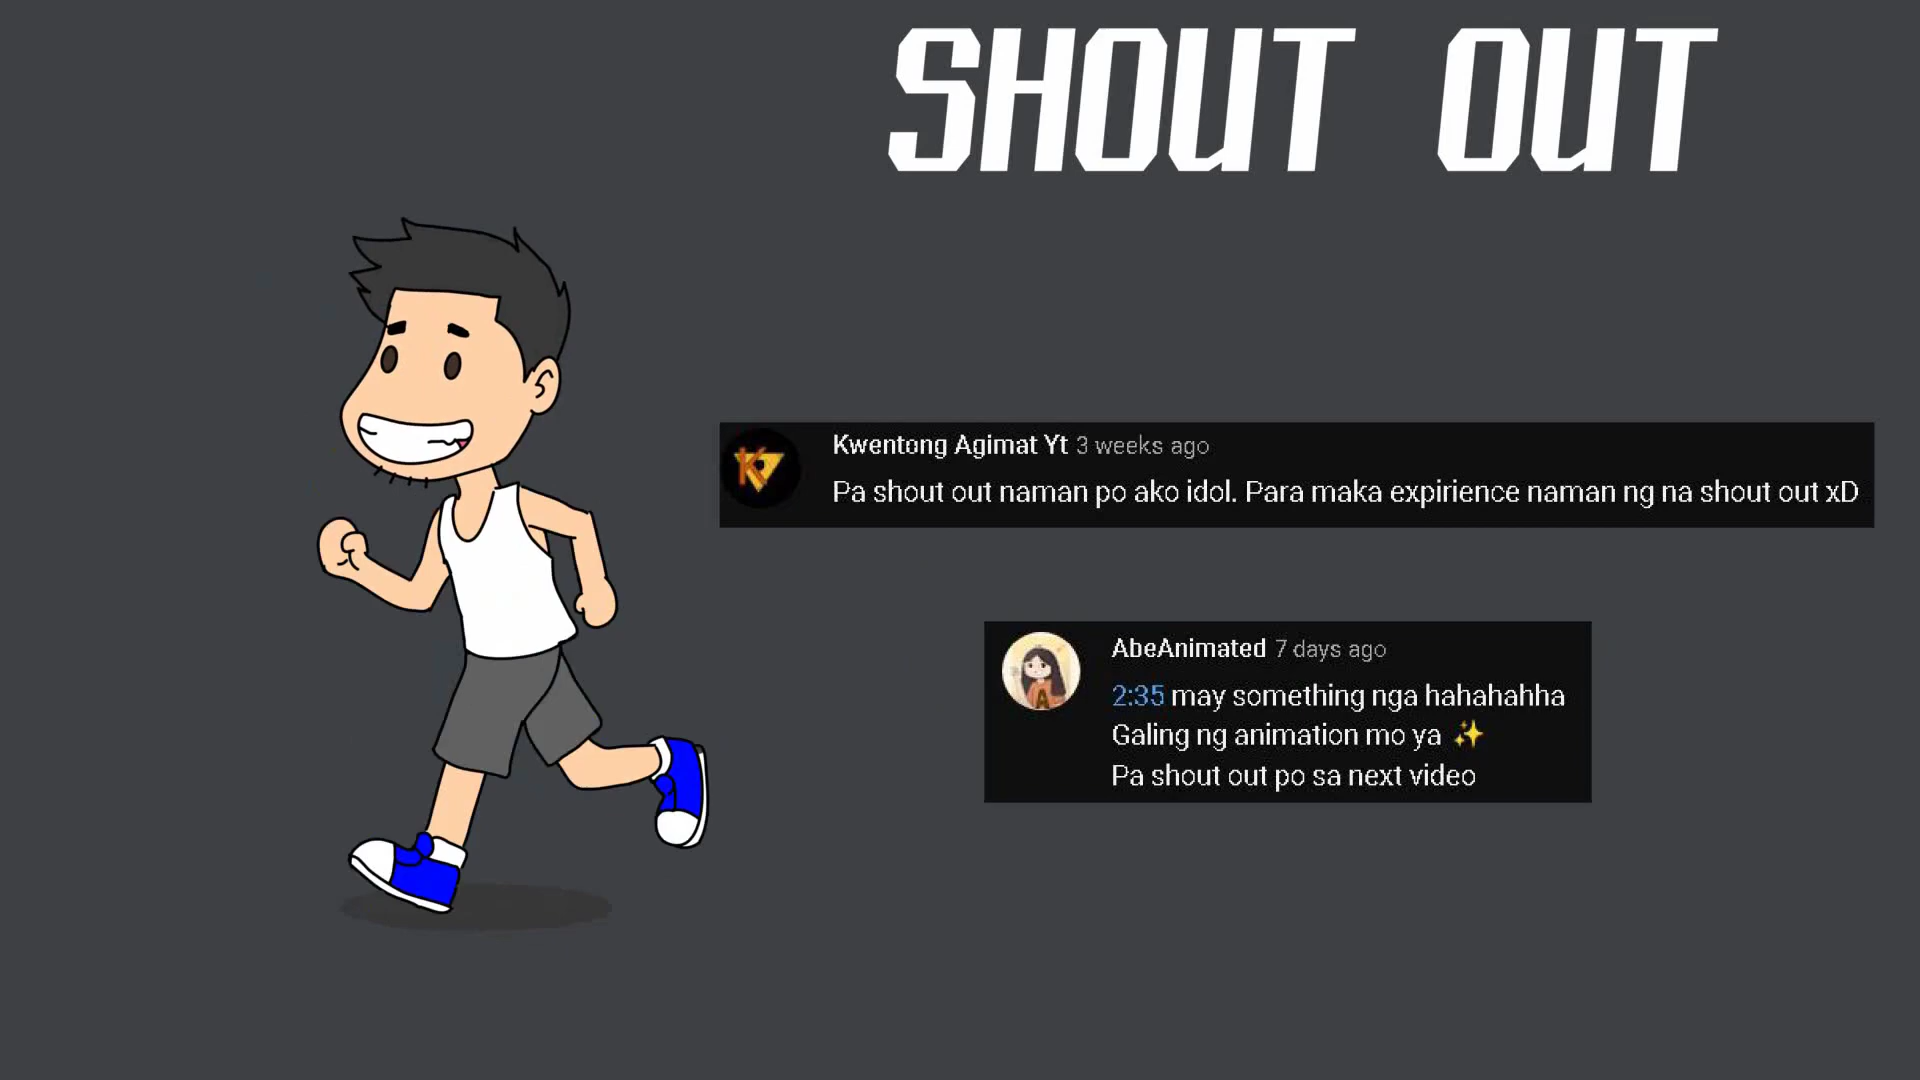 SHOUT OUT
Kwentong Agimat Yt 3 weeks ago
Pa shout out naman po ako idol. Para maka expirience naman ng na shout out xD
AbeAnimated 7 days ago
2:35 may something nga hahahahha
Galing ng animation mo ya ✨
Pa shout out po sa next video